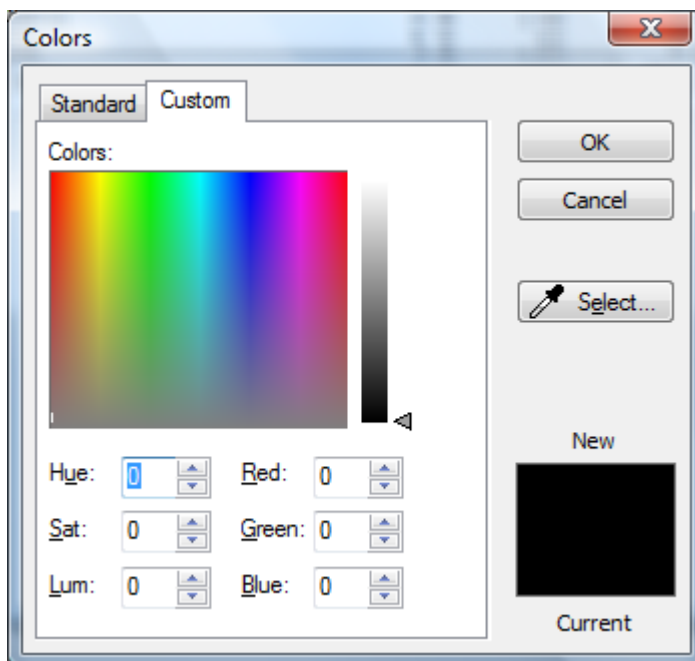 Colors
Standard Custom
Colors:
OK
Cancel
Select...
New
Hue: 0 Red: 0
Sat: 0 Green: 0
Lum: 0 Blue: 0
Current